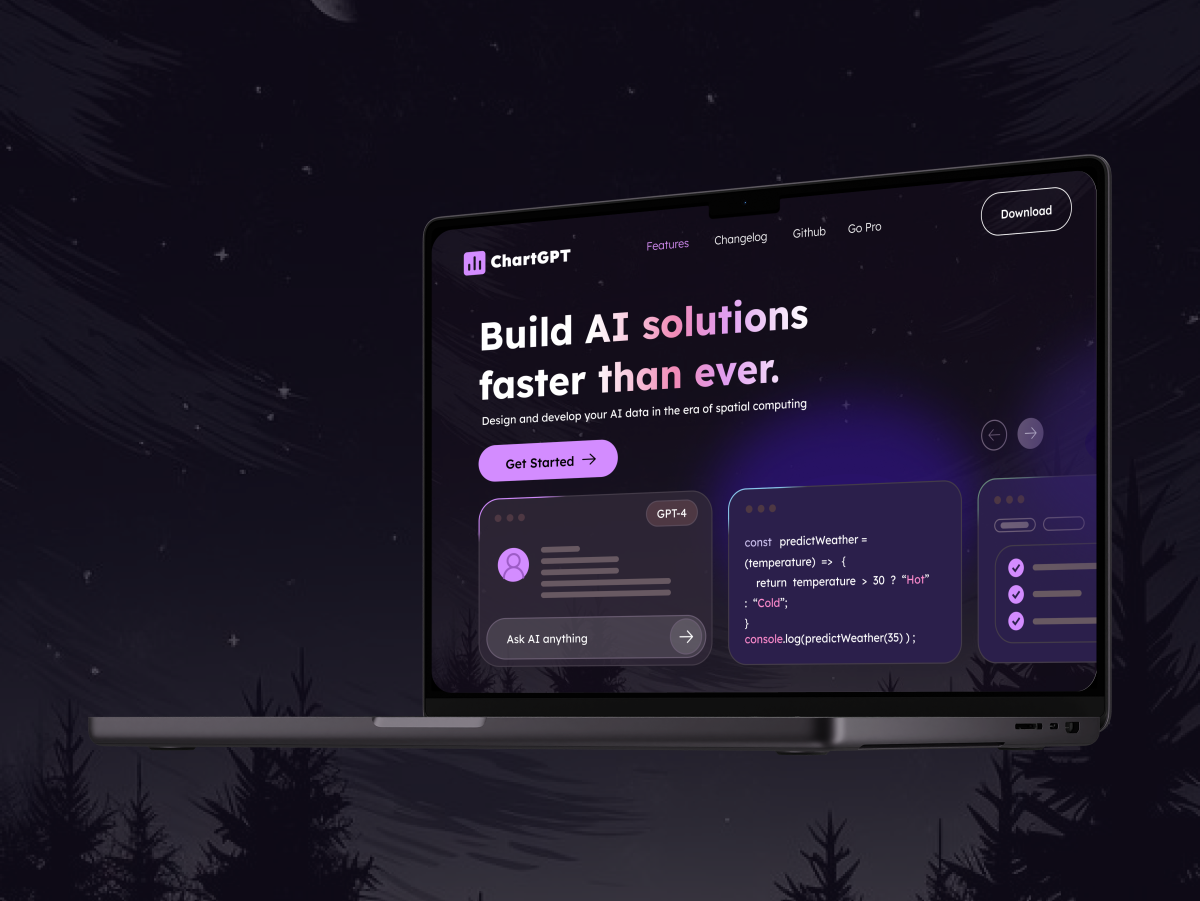 ChartGPT
Features
Changelog
Github
Go Pro
Download
Build AI solutions
faster than ever.
Design and develop your AI data in the era of spatial computing
Get Started
GPT-4
Ask AI anything
const predictWeather =
(temperature) => {
return temperature > 30 ? “Hot”
: “Cold”;
}
console.log(predictWeather(35) ) ;